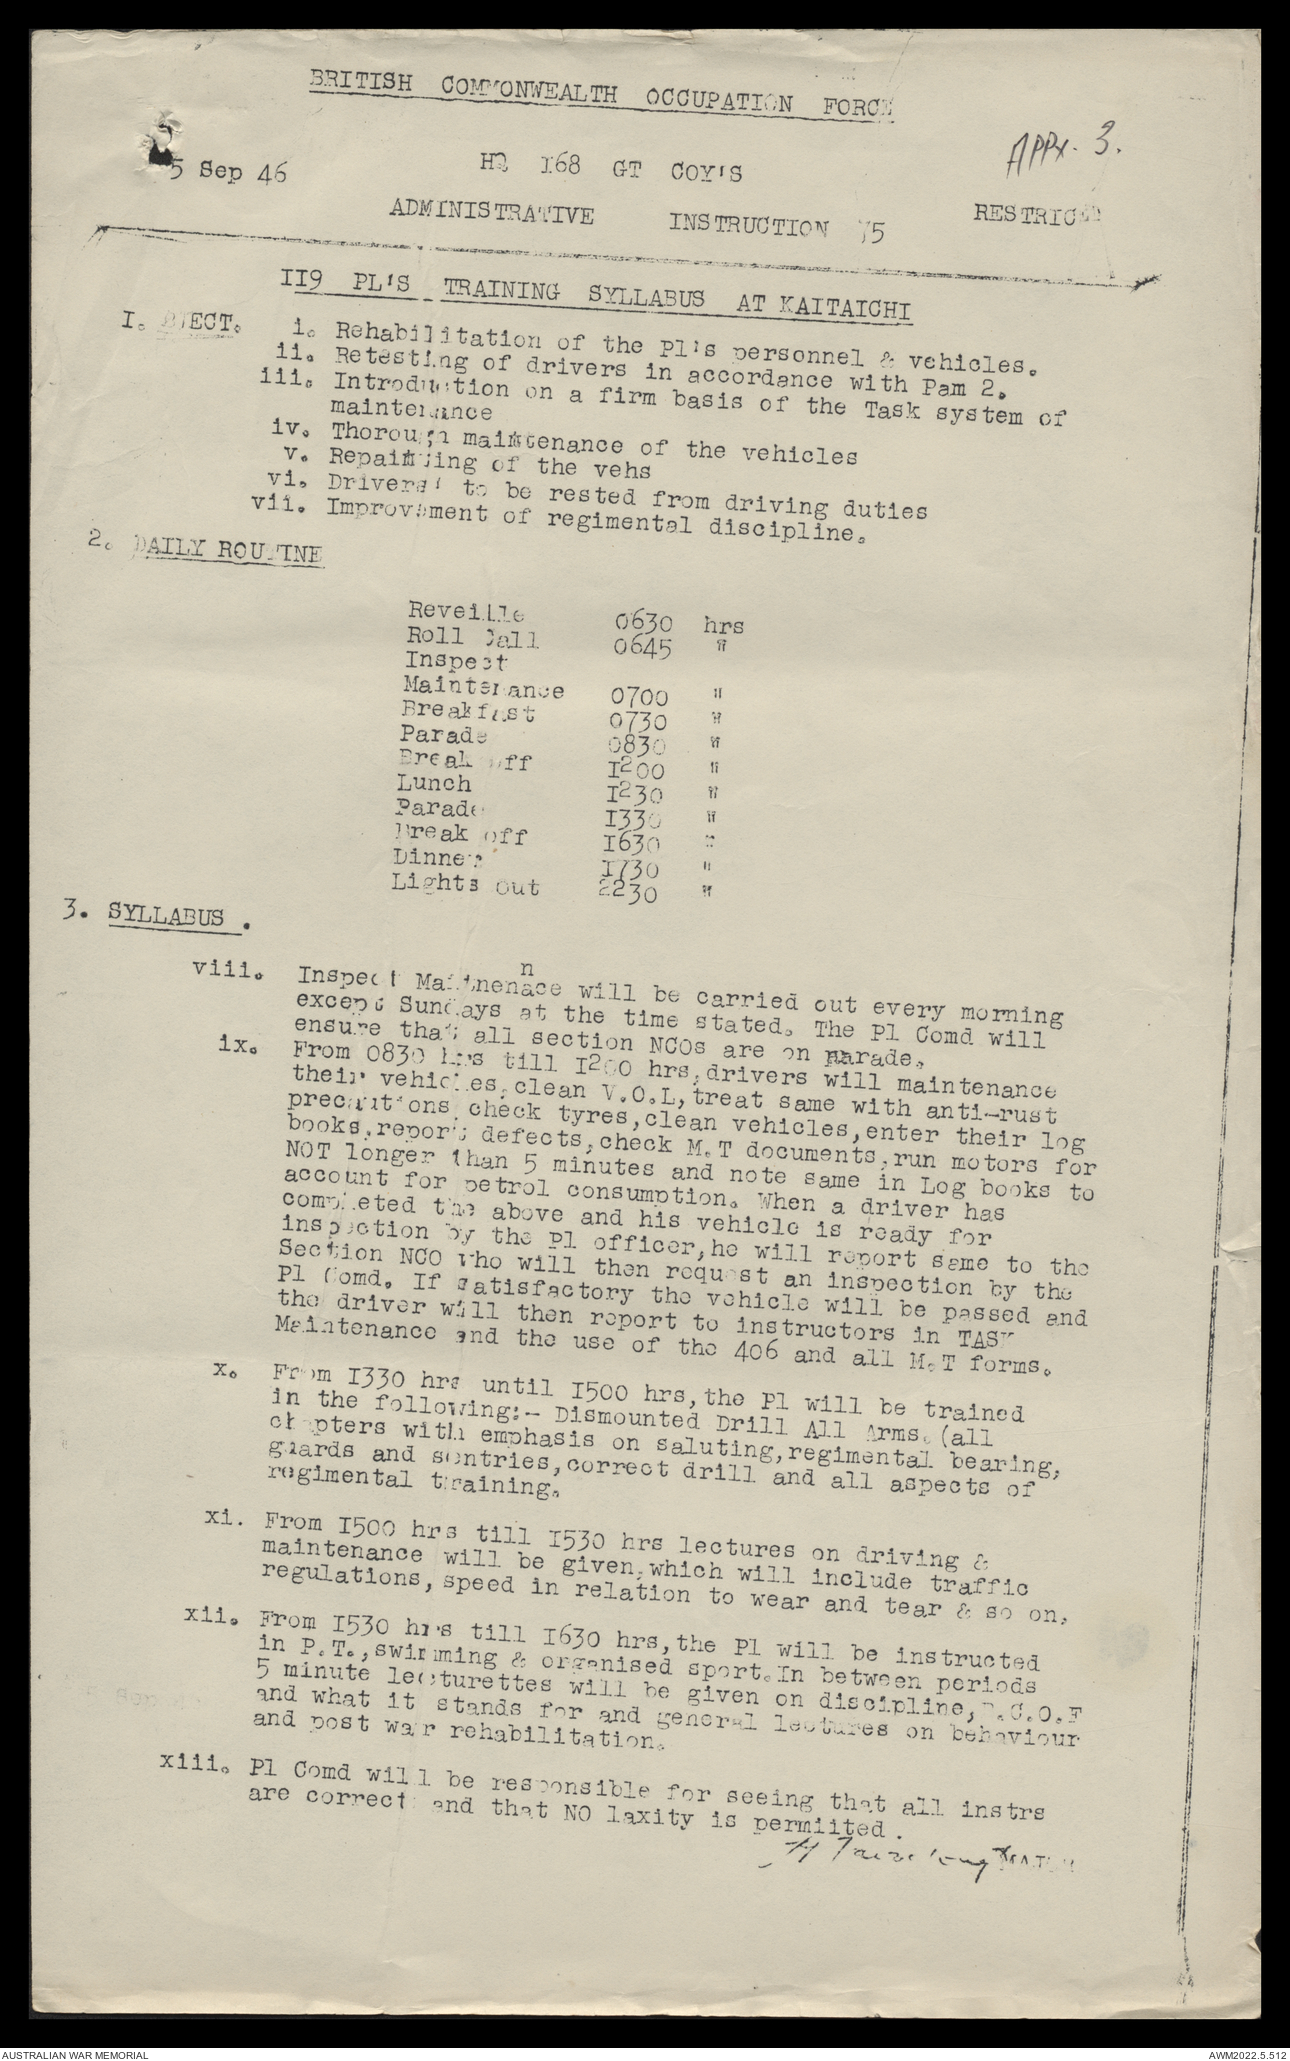 BRITISH COMMONWEALTH OCCUPATION FORCE
APPx. 3.
5 Sep 46 HQ 168 GT COY'S
ADMINISTRATIVE INSTRUCTION 75 RESTRICTED
119 PL'S TRAINING SYLLABUS AT KAITAICHI
1. OBJECT. i. Rehabilitation of the Pl's personnel & vehicles.
ii. Retesting of drivers in accordance with Pam 2.
iii. Introduction on a firm basis of the Task system of
maintenance
iv. Thorough maintenance of the vehicles
v. Repainting of the vehs
vi. Drivers' to be rested from driving duties
vii. Improvement of regimental discipline.
2. DAILY ROUTINE
Reveille 0630 hrs
Roll Call 0645 "
Inspect
Maintenance 0700 "
Breakfast 0730 "
Parade 0830 "
Break off 1200 "
Lunch 1230 "
Parade 1330 "
Break off 1630 "
Dinner 1730 "
Lights out 2230 "
3. SYLLABUS .
n
viii. Inspect Maintnenace will be carried out every morning
except Sundays at the time stated. The Pl Comd will
ensure that all section NCOs are on parade.
ix. From 0830 hrs till 1200 hrs,drivers will maintenance
their vehicles,clean V.O.L,treat same with anti-rust
precautions check tyres,clean vehicles,enter their log
books,report defects,check M.T documents,run motors for
NOT longer than 5 minutes and note same in Log books to
account for petrol consumption. When a driver has
completed the above and his vehicle is ready for
inspection by the Pl officer,he will report same to the
Section NCO who will then request an inspection by the
Pl Comd. If satisfactory the vehicle will be passed and
the driver will then report to instructors in TASK
Maintenance and the use of the 406 and all M.T forms.
x. From 1330 hrs until 1500 hrs,the Pl will be trained
in the following:- Dismounted Drill All Arms.(all
chapters with emphasis on saluting,regimental bearing,
guards and sentries,correct drill and all aspects of
regimental training.
xi. From 1500 hrs till 1530 hrs lectures on driving &
maintenance will be given,which will include traffic
regulations,speed in relation to wear and tear & so on.
xii. From 1530 hrs till 1630 hrs,the Pl will be instructed
in P.T.,swimming & organised sport.In between periods
5 minute lecturettes will be given on discipline,B.C.O.F
and what it stands for and general lectures on behaviour
and post war rehabilitation.
xiii. Pl Comd will be responsible for seeing that all instrs
are correct and that NO laxity is permiited .
MAJOR
AUSTRALIAN WAR MEMORIAL AWM2022.5.512